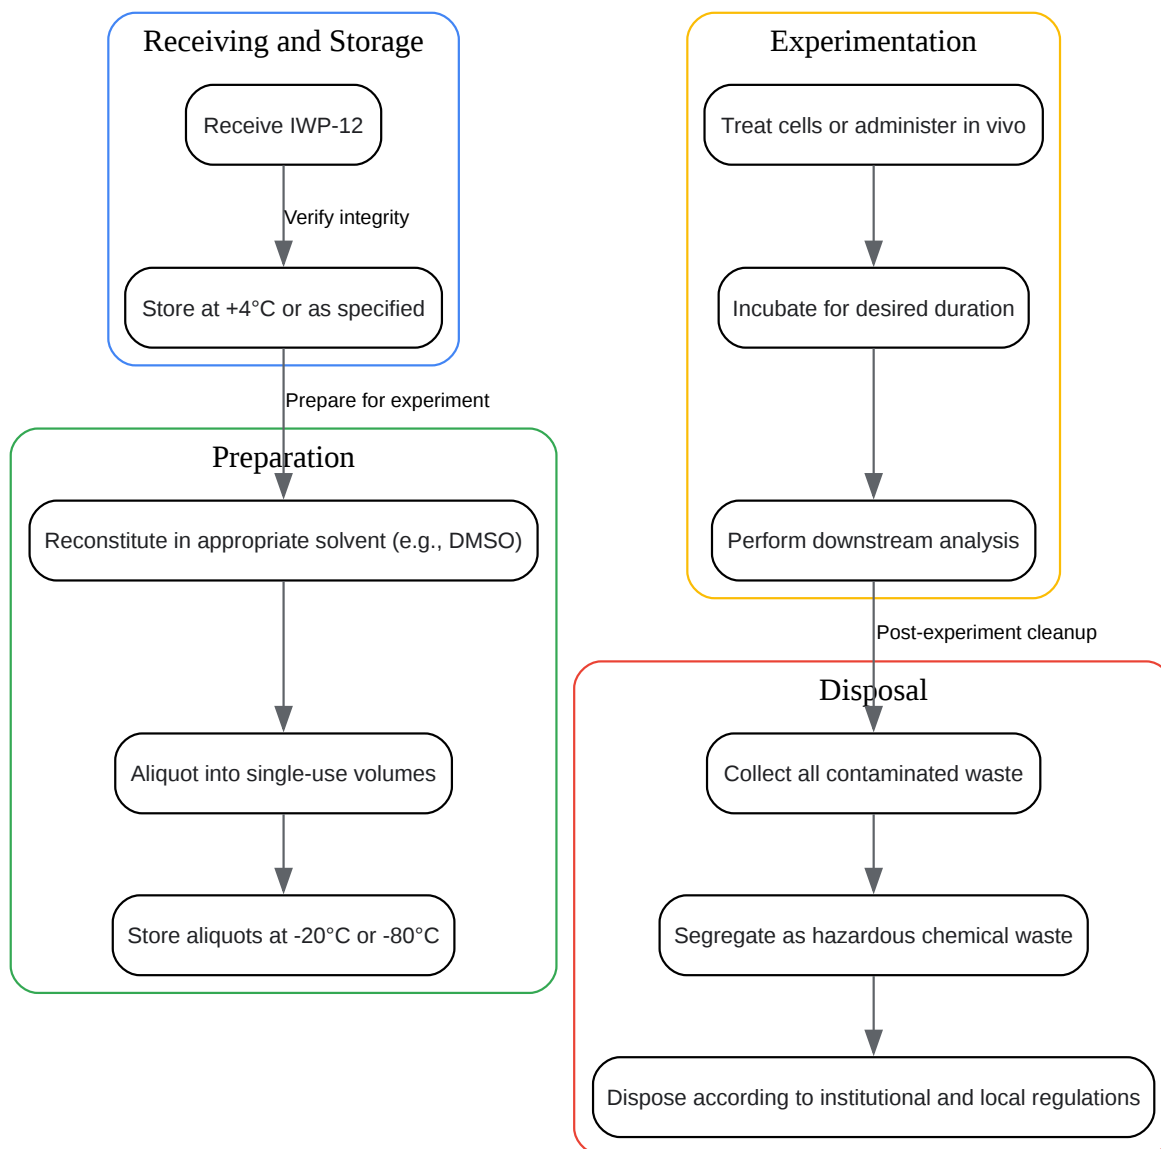 Receiving and Storage
Receive IWP-12
Verify integrity
Store at +4°C or as specified
Prepare for experiment
Preparation
Reconstitute in appropriate solvent (e.g., DMSO)
Aliquot into single-use volumes
Store aliquots at -20°C or -80°C
Experimentation
Treat cells or administer in vivo
Incubate for desired duration
Perform downstream analysis
Post-experiment cleanup
Disposal
Collect all contaminated waste
Segregate as hazardous chemical waste
Dispose according to institutional and local regulations